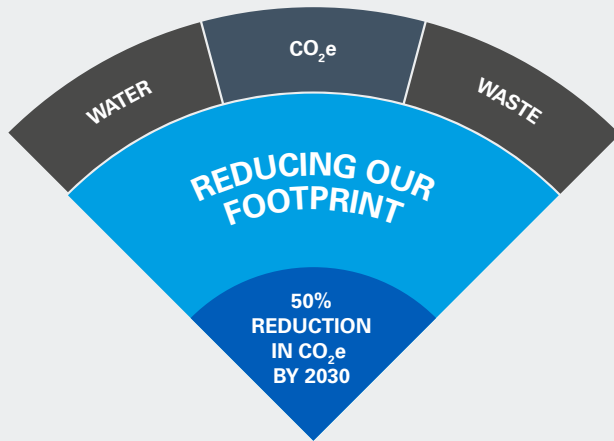 WATER
CO₂e
WASTE
REDUCING OUR
FOOTPRINT
50%
REDUCTION
IN CO₂e
BY 2030